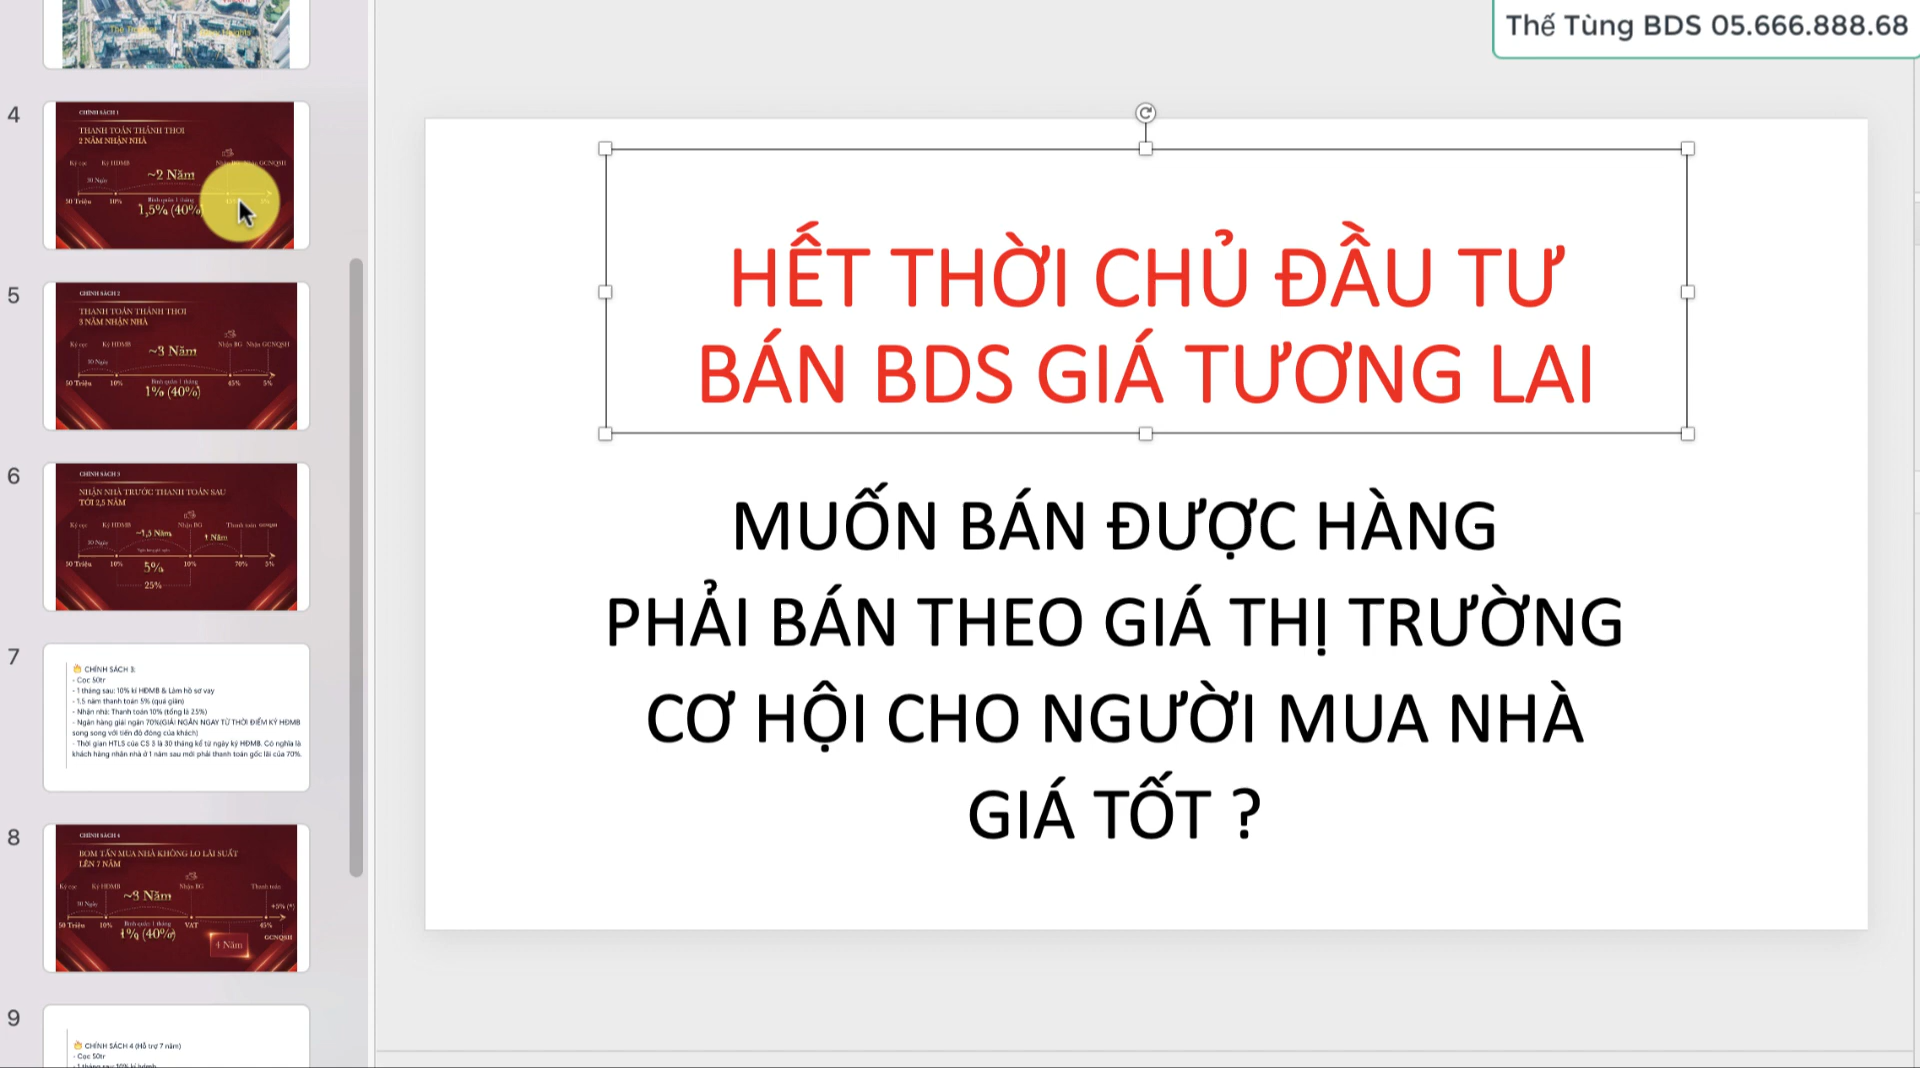 Thế Tùng BDS 05.666.888.68
HẾT THỜI CHỦ ĐẦU TƯ
BÁN BDS GIÁ TƯƠNG LAI
MUỐN BÁN ĐƯỢC HÀNG
PHẢI BÁN THEO GIÁ THỊ TRƯỜNG
CƠ HỘI CHO NGƯỜI MUA NHÀ
GIÁ TỐT ?
4
CHÍNH SÁCH 1
THANH TOÁN THẢNH THƠI
2 NĂM NHẬN NHÀ
Ký cọc Ký HĐMB
30 Ngày
~2 Năm
50 Triệu 10%
Bình quân 1 tháng
1,5% (40%)
5
CHÍNH SÁCH 2
THANH TOÁN THẢNH THƠI
3 NĂM NHẬN NHÀ
Ký cọc Ký HĐMB Nhận BG Nhận GCNQSH
30 Ngày
~3 Năm
50 Triệu 10% 45% 5%
Bình quân 1 tháng
1% (40%)
6
CHÍNH SÁCH 3
NHẬN NHÀ TRƯỚC THANH TOÁN SAU
TỚI 2,5 NĂM
Ký cọc Ký HĐMB Nhận BG Thanh toán
30 Ngày
~1,5 Năm 1 Năm
50 Triệu 10% 5% 10% 70% 5%
25%
7
CHÍNH SÁCH 3:
- Cọc 50tr
- 1 tháng sau: 10% kí HĐMB & Làm hồ sơ vay
- 1.5 năm thanh toán 5% (quá giãn)
- Nhận nhà: Thanh toán 10% (tổng là 25%)
- Ngân hàng giải ngân 70%(GIẢI NGÂN NGAY TỪ THỜI ĐIỂM KÝ HĐMB
song song với tiến độ đóng của khách)
- Thời gian HTLS của CS 3 là 30 tháng kể từ ngày ký HĐMB. Có nghĩa là
khách hàng nhận nhà ở 1 năm sau mới phải thanh toán gốc lãi của 70%.
8
CHÍNH SÁCH 4
BOM TẤN MUA NHÀ KHÔNG LO LÃI SUẤT
LÊN 7 NĂM
Ký cọc Ký HĐMB Nhận BG Thanh toán
30 Ngày
~3 Năm
+5% (*)
50 Triệu 10% VAT 45%
Bình quân 1 tháng
1% (40%)
4 Năm
GCNQSH
9
CHÍNH SÁCH 4 (Hỗ trợ 7 năm)
- Cọc 50tr